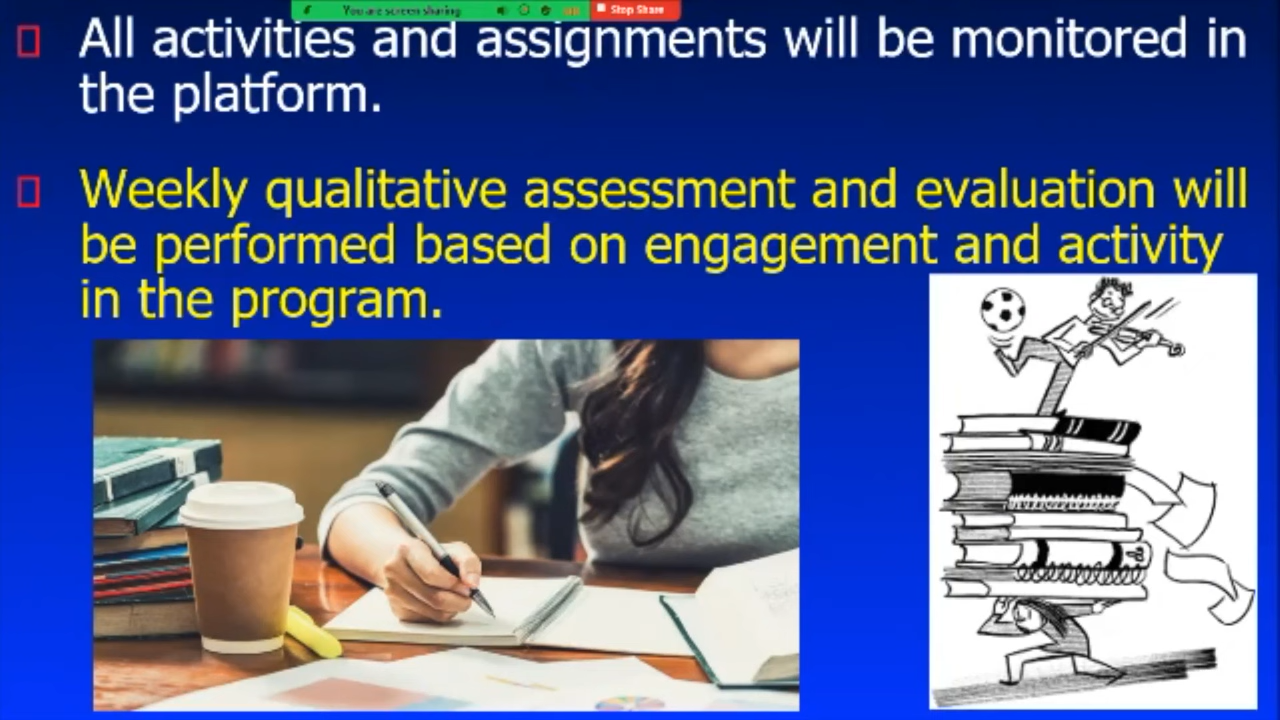 You are screen sharing Stop Share
All activities and assignments will be monitored in
the platform.
Weekly qualitative assessment and evaluation will
be performed based on engagement and activity
in the program.